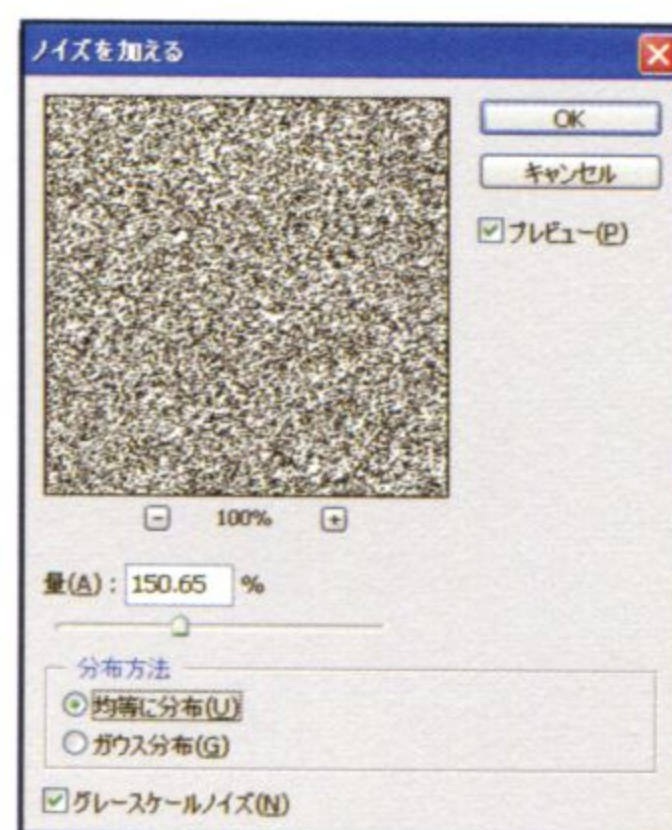 ノイズを加える
OK
キャンセル
プレビュー(P)
100%
量(A): 150.65 %
分布方法
均等に分布(U)
ガウス分布(G)
グレースケールノイズ(N)